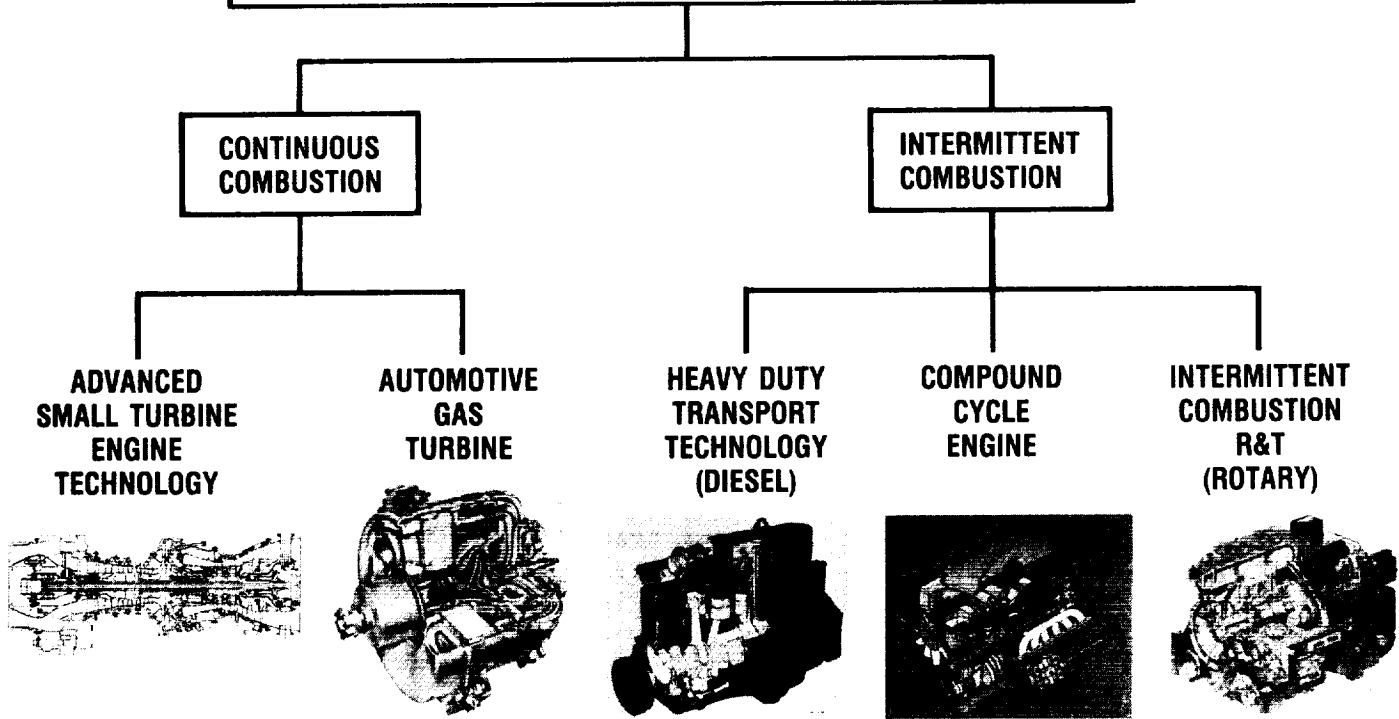 CONTINUOUS
COMBUSTION
INTERMITTENT
COMBUSTION
ADVANCED
SMALL TURBINE
ENGINE
TECHNOLOGY
AUTOMOTIVE
GAS
TURBINE
HEAVY DUTY
TRANSPORT
TECHNOLOGY
(DIESEL)
COMPOUND
CYCLE
ENGINE
INTERMITTENT
COMBUSTION
R&T
(ROTARY)